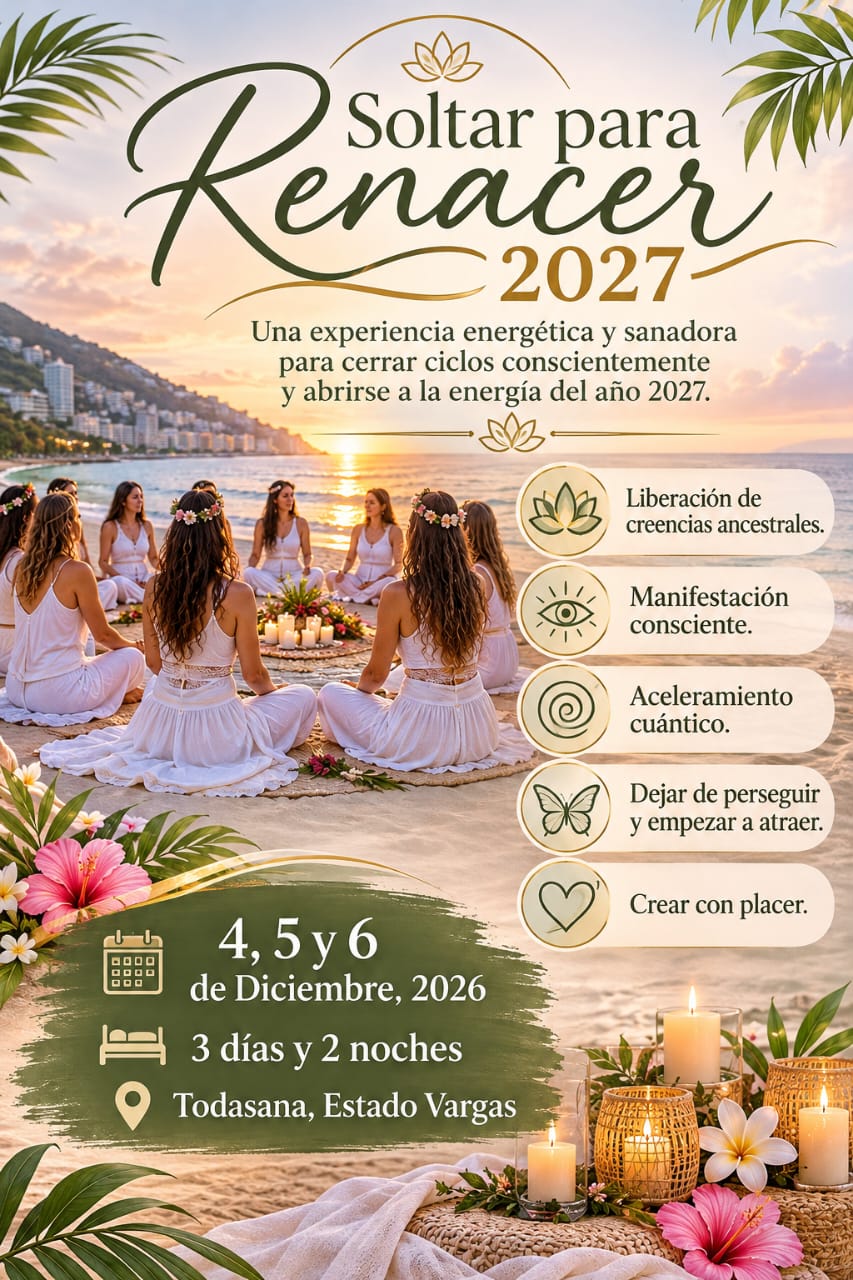 Soltar para
Renacer
2027
Una experiencia energética y sanadora
para cerrar ciclos conscientemente
y abrirse a la energía del año 2027.
Liberación de
creencias ancestrales.
Manifestación
consciente.
Aceleramiento
cuántico.
Dejar de perseguir
y empezar a atraer.
Crear con placer.
4, 5 y 6
de Diciembre, 2026
3 días y 2 noches
Todasana, Estado Vargas